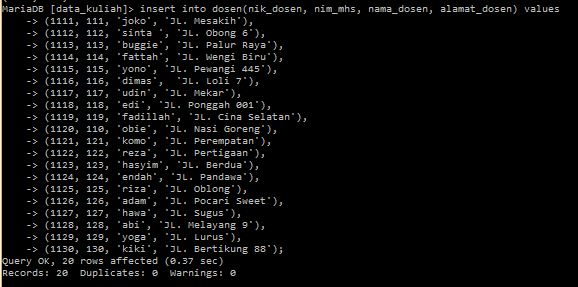 MariaDB [data_kuliah]> insert into dosen(nik_dosen, nim_mhs, nama_dosen, alamat_dosen) values
-> (1111, 111, 'joko', 'JL. Mesakih'),
-> (1112, 112, 'sinta ', 'JL. Obong 6'),
-> (1113, 113, 'buggie', 'JL. Palur Raya'),
-> (1114, 114, 'fattah', 'JL. Wengi Biru'),
-> (1115, 115, 'yono', 'JL. Pewangi 445'),
-> (1116, 116, 'dimas',  'JL. Loli 7'),
-> (1117, 117, 'udin', 'JL. Mekar'),
-> (1118, 118, 'edi', 'JL. Ponggah 001'),
-> (1119, 119, 'fadillah', 'JL. Cina Selatan'),
-> (1120, 110, 'obie', 'JL. Nasi Goreng'),
-> (1121, 121, 'komo', 'JL. Perempatan'),
-> (1122, 122, 'reza', 'JL. Pertigaan'),
-> (1123, 123, 'hasyim', 'JL. Berdua'),
-> (1124, 124, 'endah', 'JL. Pandawa'),
-> (1125, 125, 'riza', 'JL. Oblong'),
-> (1126, 126, 'adam', 'JL. Pocari Sweet'),
-> (1127, 127, 'hawa', 'JL. Sugus'),
-> (1128, 128, 'abi', 'JL. Melayang 9'),
-> (1129, 129, 'yoga', 'JL. Lurus'),
-> (1130, 130, 'kiki', 'JL. Bertikung 88');
Query OK, 20 rows affected (0.37 sec)
Records: 20  Duplicates: 0  Warnings: 0